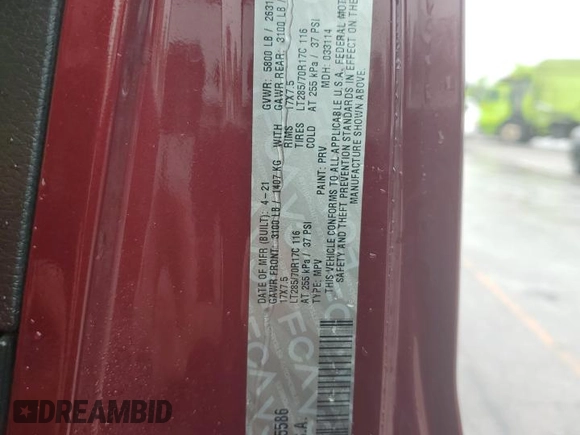 DATE OF MFR (BUILT): 4-21 GVWR: 5800 LB / 2631
GAWR FRONT: 3100 LB / 1407 KG WITH GAWR REAR: 3100 LB /
17X7.5 RIMS 17X7.5
LT285/70R17C 116 TIRES LT285/70R17C 116
AT 255 kPa / 37 PSI COLD AT 255 kPa / 37 PSI
TYPE: MPV PAINT: PRV MDH: 033114
THIS VEHICLE CONFORMS TO ALL APPLICABLE U.S.A. FEDERAL MOT
SAFETY AND THEFT PREVENTION STANDARDS IN EFFECT ON THE
MANUFACTURE SHOWN ABOVE.
5586
.A.
DREAMBID